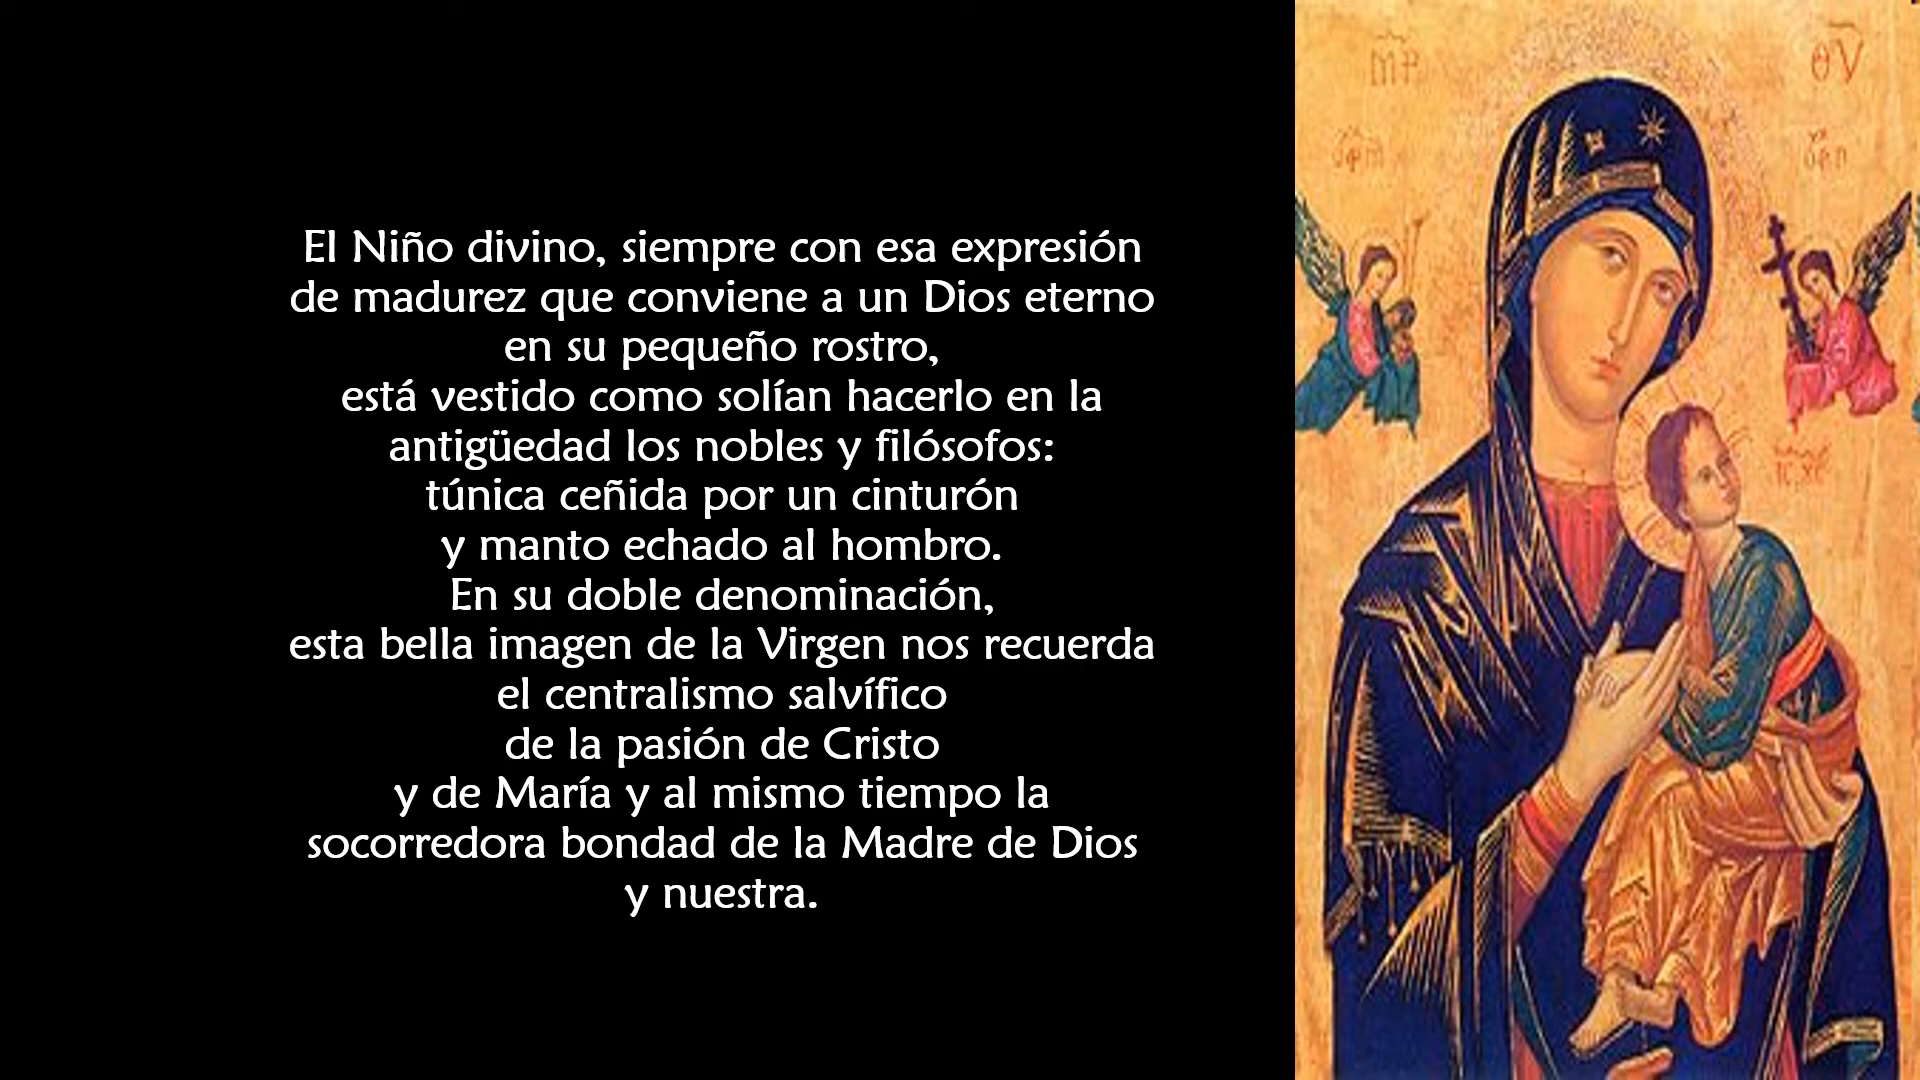 El Niño divino, siempre con esa expresión
de madurez que conviene a un Dios eterno
en su pequeño rostro,
está vestido como solían hacerlo en la
antigüedad los nobles y filósofos:
túnica ceñida por un cinturón
y manto echado al hombro.
En su doble denominación,
esta bella imagen de la Virgen nos recuerda
el centralismo salvífico
de la pasión de Cristo
y de María y al mismo tiempo la
socorredora bondad de la Madre de Dios
y nuestra.